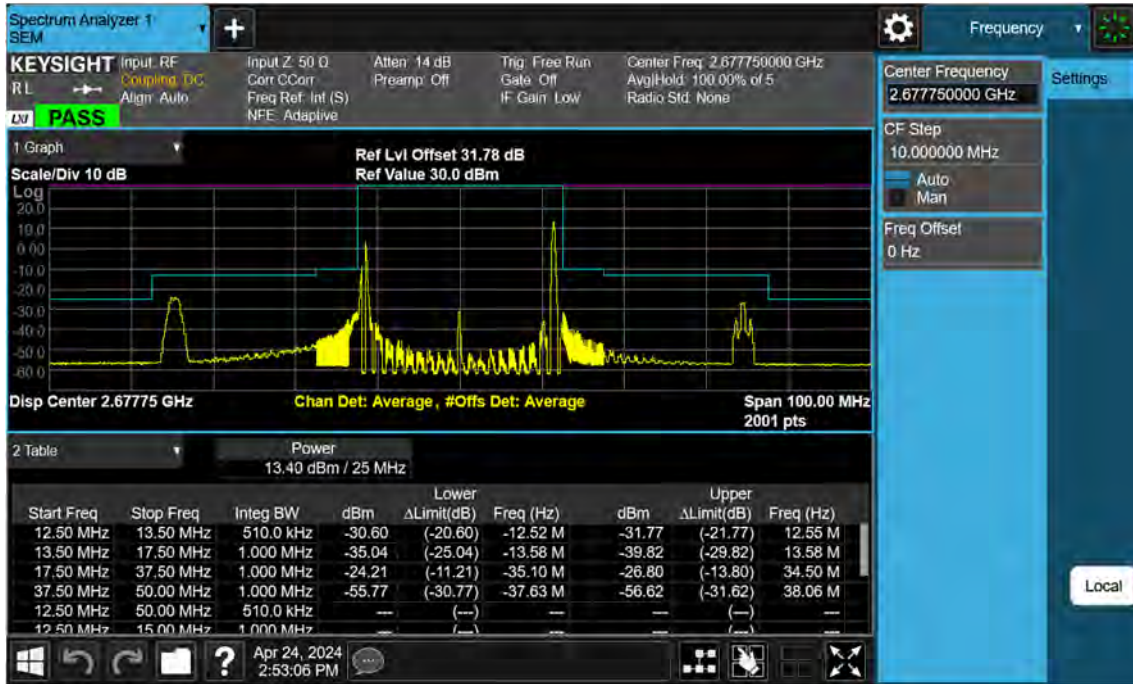 Spectrum Analyzer 1
SEM
+
Frequency
KEYSIGHT
RL
LXI
PASS
Input: RF
Coupling: DC
Align: Auto
Input Z: 50 Ω
Corr CCorr
Freq Ref: Int (S)
NFE: Adaptive
Atten: 14 dB
Preamp: Off
Trig: Free Run
Gate: Off
IF Gain: Low
Center Freq: 2.677750000 GHz
Avg|Hold: 100.00% of 5
Radio Std: None
Center Frequency
2.677750000 GHz
Settings
CF Step
10.000000 MHz
Auto
Man
Freq Offset
0 Hz
Local
1 Graph
Scale/Div 10 dB
Ref Lvl Offset 31.78 dB
Ref Value 30.0 dBm
Log
20.0
10.0
0.00
-10.0
-20.0
-30.0
-40.0
-50.0
-60.0
Disp Center 2.67775 GHz
Chan Det: Average, #Offs Det: Average
Span 100.00 MHz
2001 pts
2 Table
Power
13.40 dBm / 25 MHz
Lower Upper
Start Freq Stop Freq Integ BW dBm ΔLimit(dB) Freq (Hz) dBm ΔLimit(dB) Freq (Hz)
12.50 MHz 13.50 MHz 510.0 kHz -30.60 (-20.60) -12.52 M -31.77 (-21.77) 12.55 M
13.50 MHz 17.50 MHz 1.000 MHz -35.04 (-25.04) -13.58 M -39.82 (-29.82) 13.58 M
17.50 MHz 37.50 MHz 1.000 MHz -24.21 (-11.21) -35.10 M -26.80 (-13.80) 34.50 M
37.50 MHz 50.00 MHz 1.000 MHz -55.77 (-30.77) -37.63 M -56.62 (-31.62) 38.06 M
12.50 MHz 50.00 MHz 510.0 kHz --- (---) --- --- (---) ---
12.50 MHz 15.00 MHz 1.000 MHz --- (---) --- --- (---) ---
?
Apr 24, 2024
2:53:06 PM